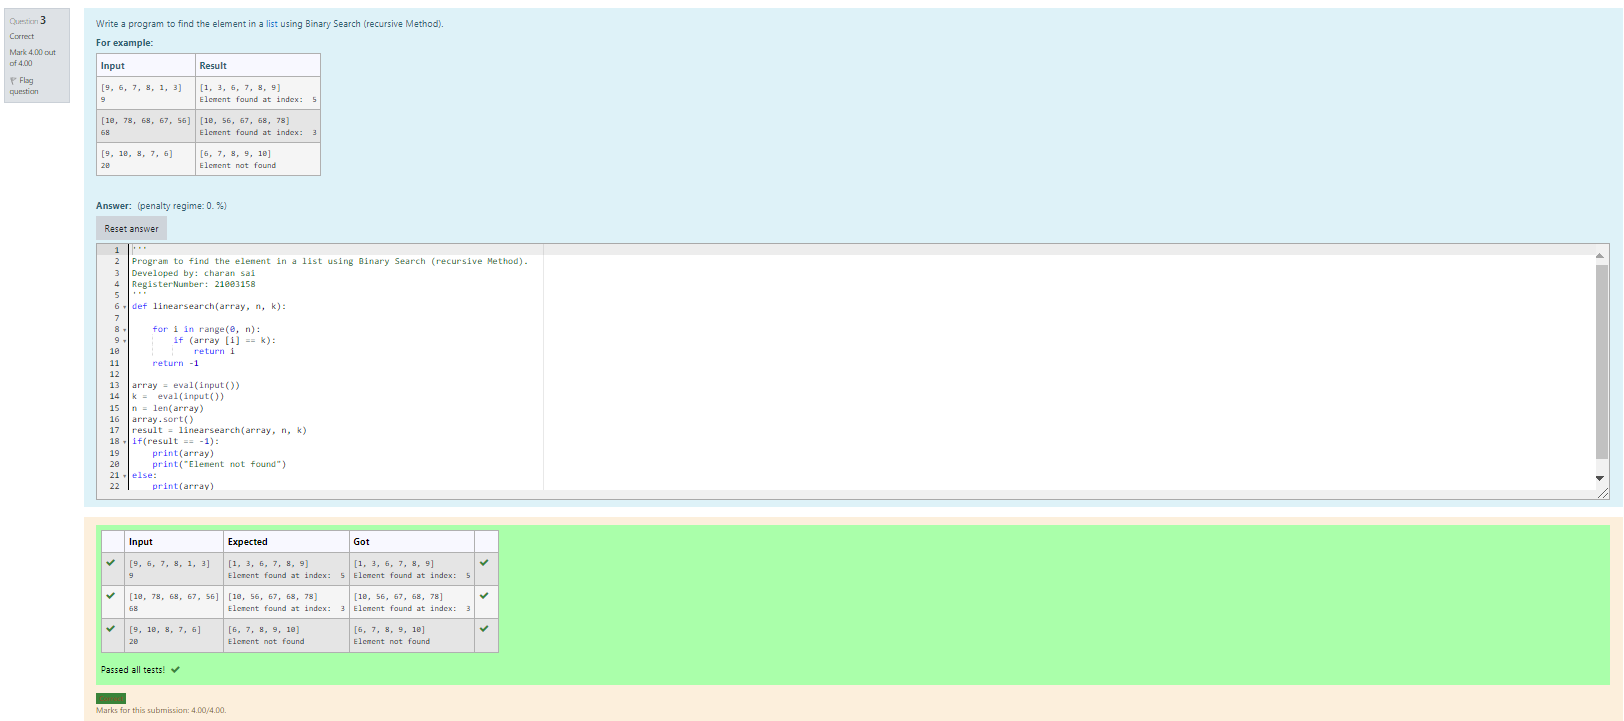 Question 3
Correct
Mark 4.00 out
of 4.00
Flag
question
Write a program to find the element in a list using Binary Search (recursive Method).
For example:
Input Result
[9, 6, 7, 8, 1, 3] [1, 3, 6, 7, 8, 9]
9 Element found at index:  5
[10, 78, 68, 67, 56] [10, 56, 67, 68, 78]
68 Element found at index:  3
[9, 10, 8, 7, 6] [6, 7, 8, 9, 10]
20 Element not found
Answer: (penalty regime: 0. %)
Reset answer
1 '''
2 Program to find the element in a list using Binary Search (recursive Method).
3 Developed by: charan sai
4 RegisterNumber: 21003158
5 '''
6 def linearsearch(array, n, k):
7
8     for i in range(0, n):
9         if (array [i] == k):
10             return i
11     return -1
12
13 array = eval(input())
14 k =  eval(input())
15 n = len(array)
16 array.sort()
17 result = linearsearch(array, n, k)
18 if(result == -1):
19     print(array)
20     print("Element not found")
21 else:
22     print(array)
Input Expected Got
[9, 6, 7, 8, 1, 3] [1, 3, 6, 7, 8, 9] [1, 3, 6, 7, 8, 9]
9 Element found at index:  5 Element found at index:  5
[10, 78, 68, 67, 56] [10, 56, 67, 68, 78] [10, 56, 67, 68, 78]
68 Element found at index:  3 Element found at index:  3
[9, 10, 8, 7, 6] [6, 7, 8, 9, 10] [6, 7, 8, 9, 10]
20 Element not found Element not found
Passed all tests!
Marks for this submission: 4.00/4.00.